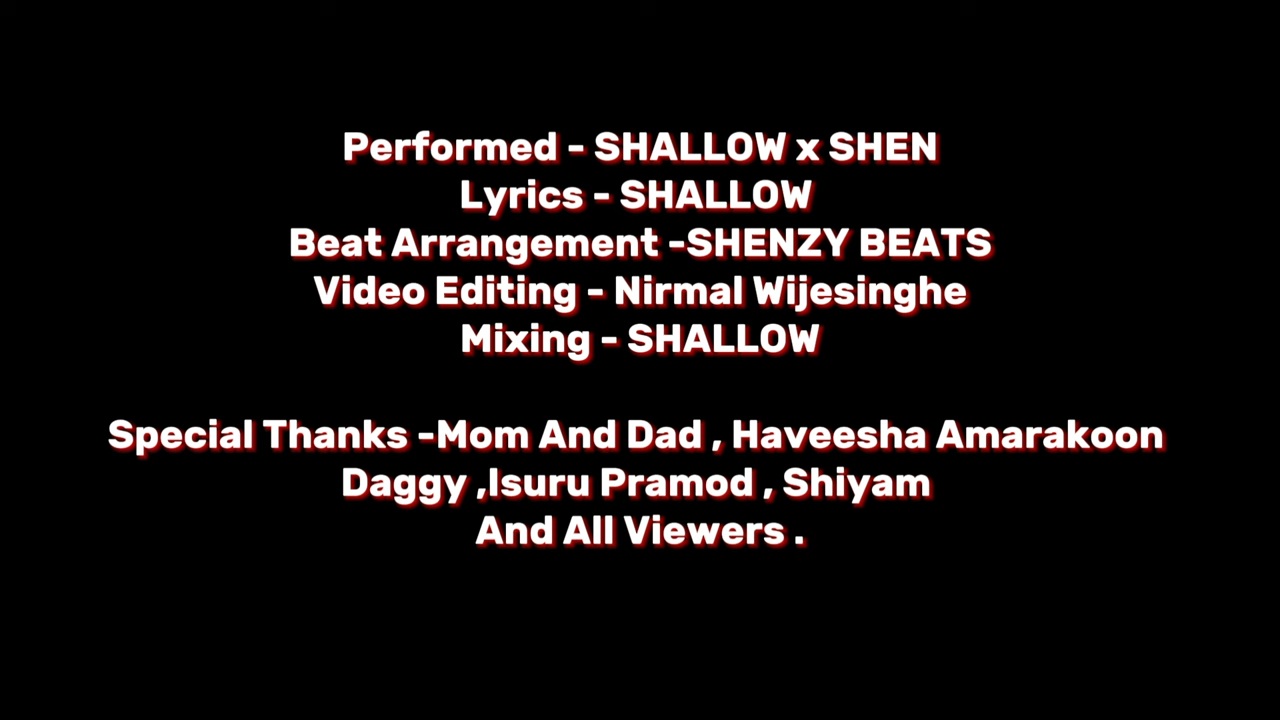 Performed - SHALLOW x SHEN
Lyrics - SHALLOW
Beat Arrangement -SHENZY BEATS
Video Editing - Nirmal Wijesinghe
Mixing - SHALLOW
Special Thanks -Mom And Dad , Haveesha Amarakoon
Daggy ,Isuru Pramod , Shiyam
And All Viewers .